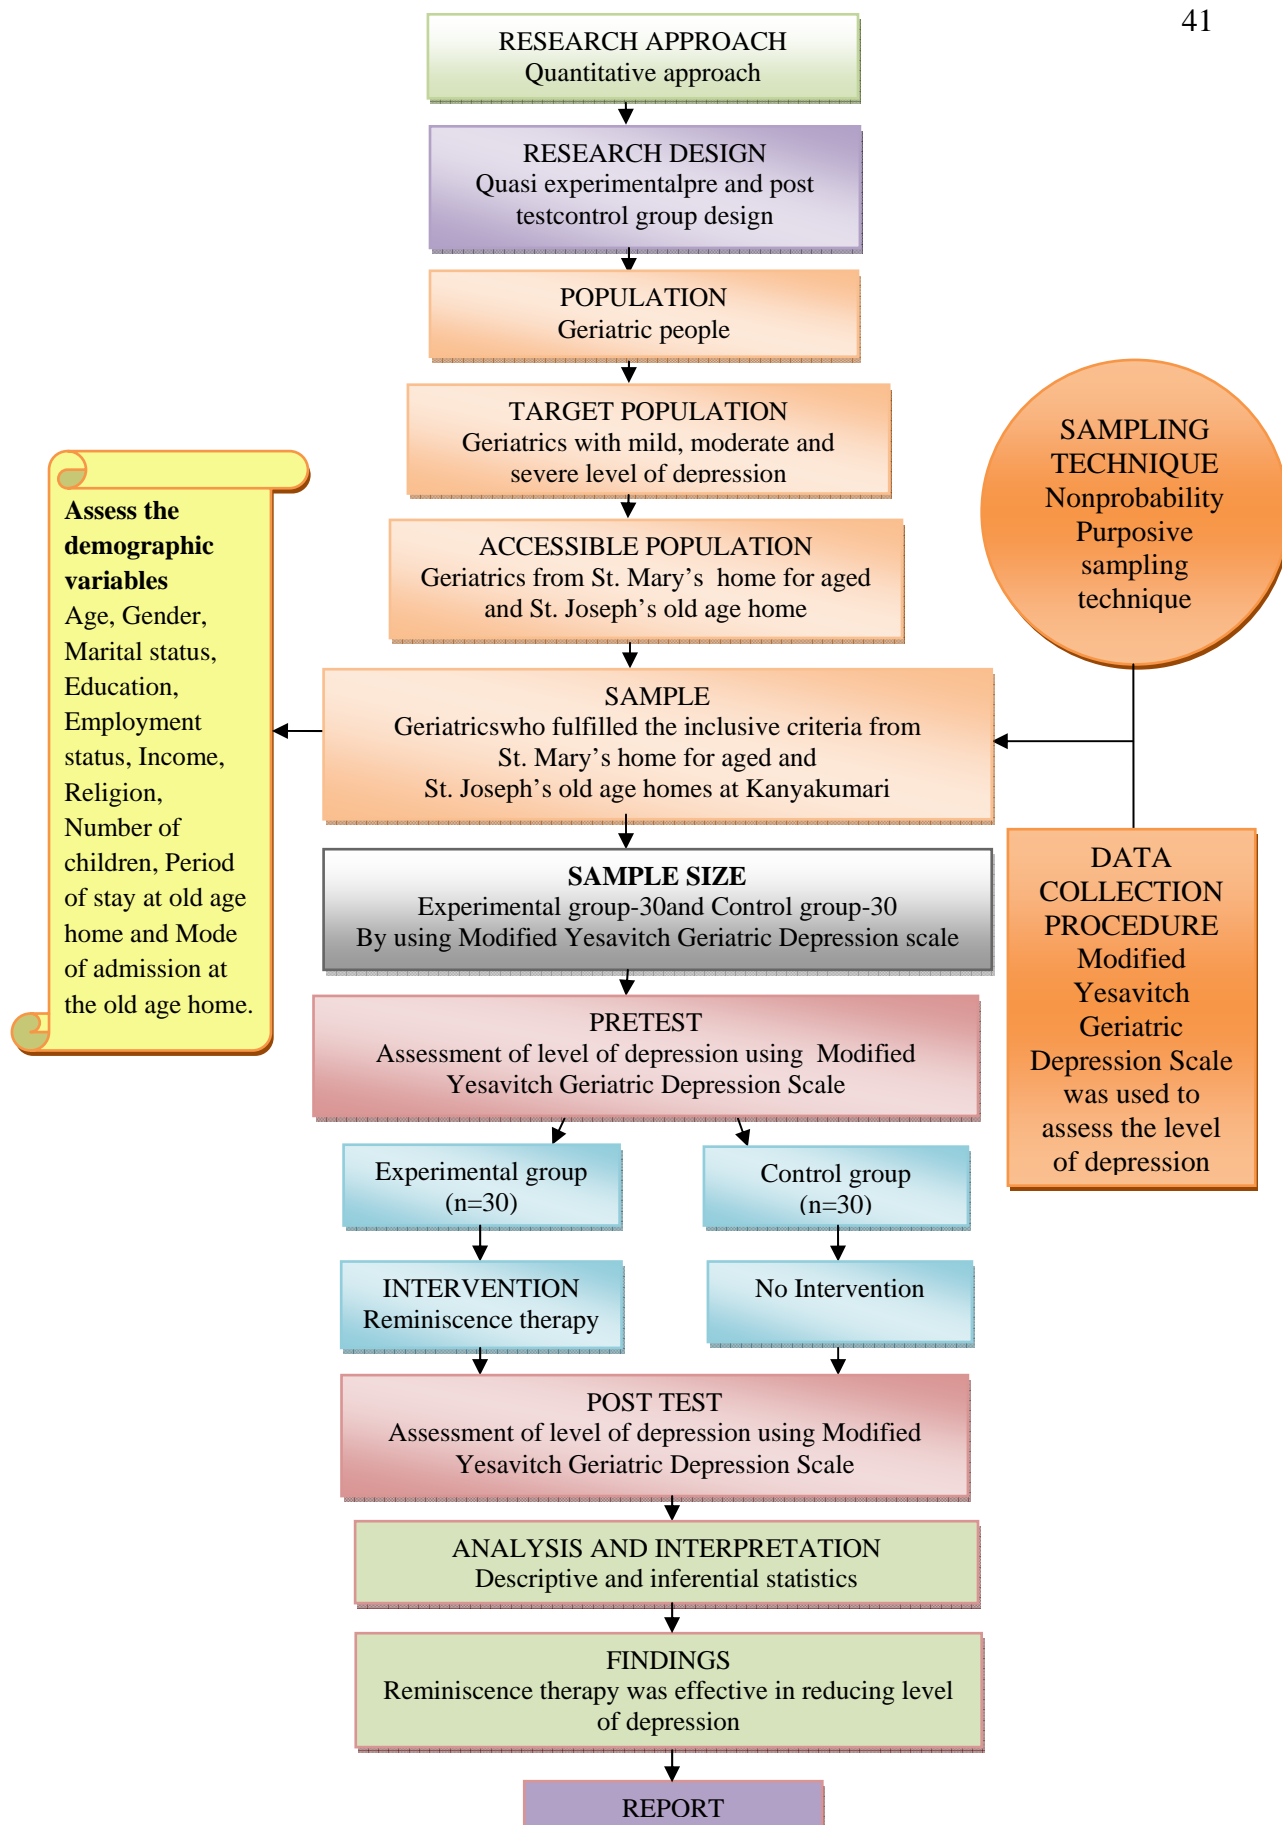 41
RESEARCH APPROACH
Quantitative approach
RESEARCH DESIGN
Quasi experimentalpre and post
testcontrol group design
POPULATION
Geriatric people
TARGET POPULATION
Geriatrics with mild, moderate and
severe level of depression
ACCESSIBLE POPULATION
Geriatrics from St. Mary’s  home for aged
and St. Joseph’s old age home
SAMPLING
TECHNIQUE
Nonprobability
Purposive
sampling
technique
Assess the
demographic
variables
Age, Gender,
Marital status,
Education,
Employment
status, Income,
Religion,
Number of
children, Period
of stay at old age
home and Mode
of admission at
the old age home.
SAMPLE
Geriatricswho fulfilled the inclusive criteria from
St. Mary’s home for aged and
St. Joseph’s old age homes at Kanyakumari
SAMPLE SIZE
Experimental group-30and Control group-30
By using Modified Yesavitch Geriatric Depression scale
DATA
COLLECTION
PROCEDURE
Modified
Yesavitch
Geriatric
Depression Scale
was used to
assess the level
of depression
PRETEST
Assessment of level of depression using  Modified
Yesavitch Geriatric Depression Scale
Experimental group
(n=30)
Control group
(n=30)
INTERVENTION
Reminiscence therapy
No Intervention
POST TEST
Assessment of level of depression using Modified
Yesavitch Geriatric Depression Scale
ANALYSIS AND INTERPRETATION
Descriptive and inferential statistics
FINDINGS
Reminiscence therapy was effective in reducing level
of depression
REPORT